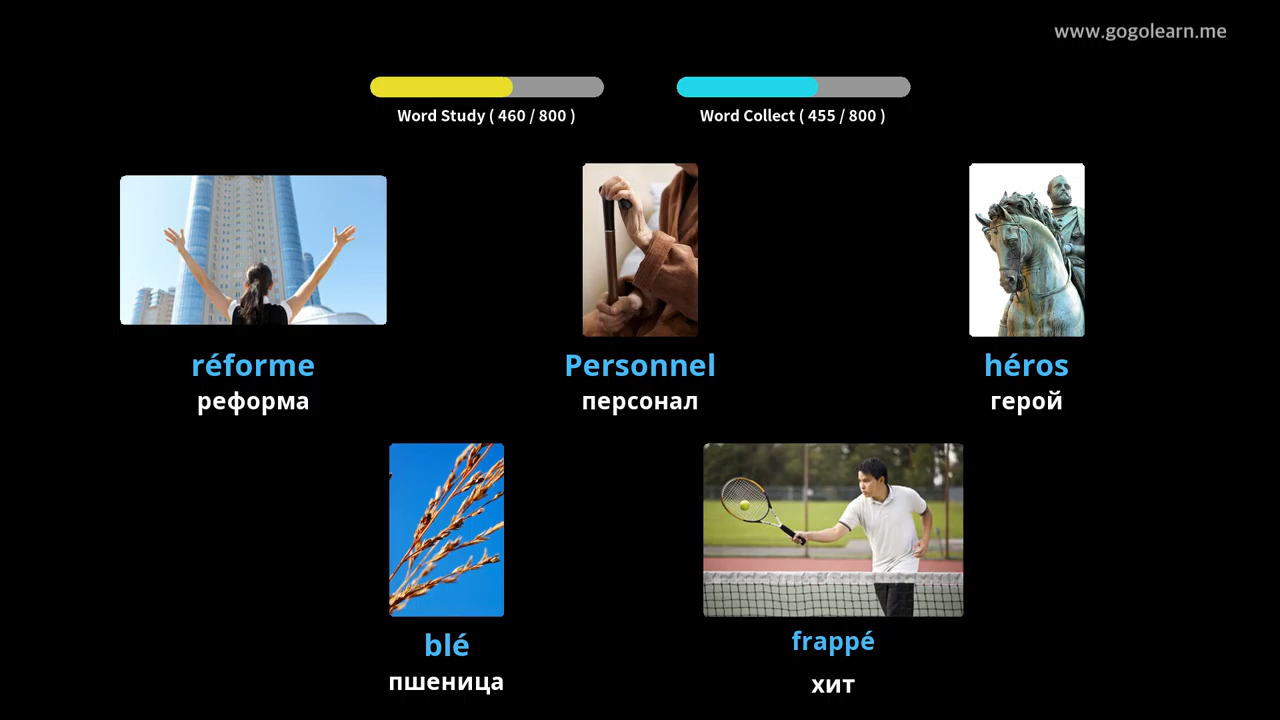 www.gogolearn.me
Word Study ( 460 / 800 )
Word Collect ( 455 / 800 )
réforme
реформа
Personnel
персонал
héros
герой
blé
пшеница
frappé
хит